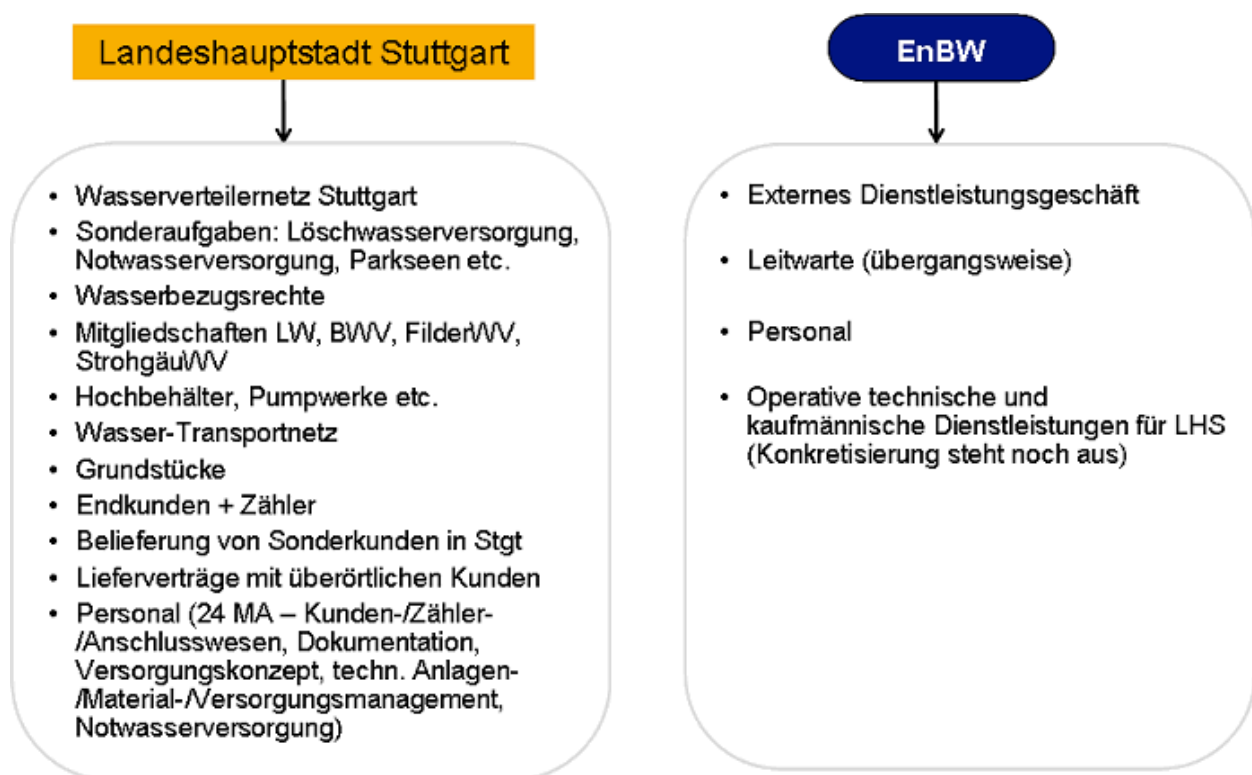 Landeshauptstadt Stuttgart
• Wasserverteilernetz Stuttgart
• Sonderaufgaben: Löschwasserversorgung,
Notwasserversorgung, Parkseen etc.
• Wasserbezugsrechte
• Mitgliedschaften LW, BWV, FilderWV,
StrohgäuWV
• Hochbehälter, Pumpwerke etc.
• Wasser-Transportnetz
• Grundstücke
• Endkunden + Zähler
• Belieferung von Sonderkunden in Stgt
• Lieferverträge mit überörtlichen Kunden
• Personal (24 MA – Kunden-/Zähler-
/Anschlusswesen, Dokumentation,
Versorgungskonzept, techn. Anlagen-
/Material-/Versorgungsmanagement,
Notwasserversorgung)
EnBW
• Externes Dienstleistungsgeschäft
• Leitwarte (übergangsweise)
• Personal
• Operative technische und
kaufmännische Dienstleistungen für LHS
(Konkretisierung steht noch aus)